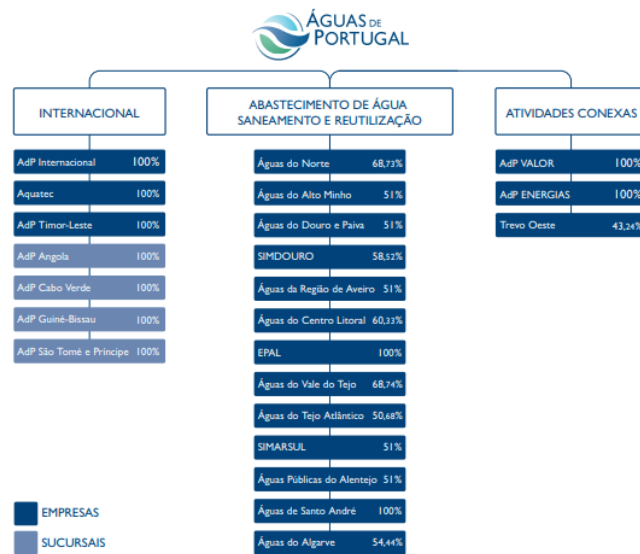 ÁGUAS DE
PORTUGAL
INTERNACIONAL
AdP Internacional 100%
Aquatec 100%
AdP Timor-Leste 100%
AdP Angola 100%
AdP Cabo Verde 100%
AdP Guiné-Bissau 100%
AdP São Tomé e Príncipe 100%
ABASTECIMENTO DE ÁGUA
SANEAMENTO E REUTILIZAÇÃO
Águas do Norte 68,73%
Águas do Alto Minho 51%
Águas do Douro e Paiva 51%
SIMDOURO 58,52%
Águas da Região de Aveiro 51%
Águas do Centro Litoral 60,33%
EPAL 100%
Águas do Vale do Tejo 68,74%
Águas do Tejo Atlântico 50,68%
SIMARSUL 51%
Águas Públicas do Alentejo 51%
Águas de Santo André 100%
Águas do Algarve 54,44%
ATIVIDADES CONEXAS
AdP VALOR 100%
AdP ENERGIAS 100%
Trevo Oeste 43,24%
EMPRESAS
SUCURSAIS